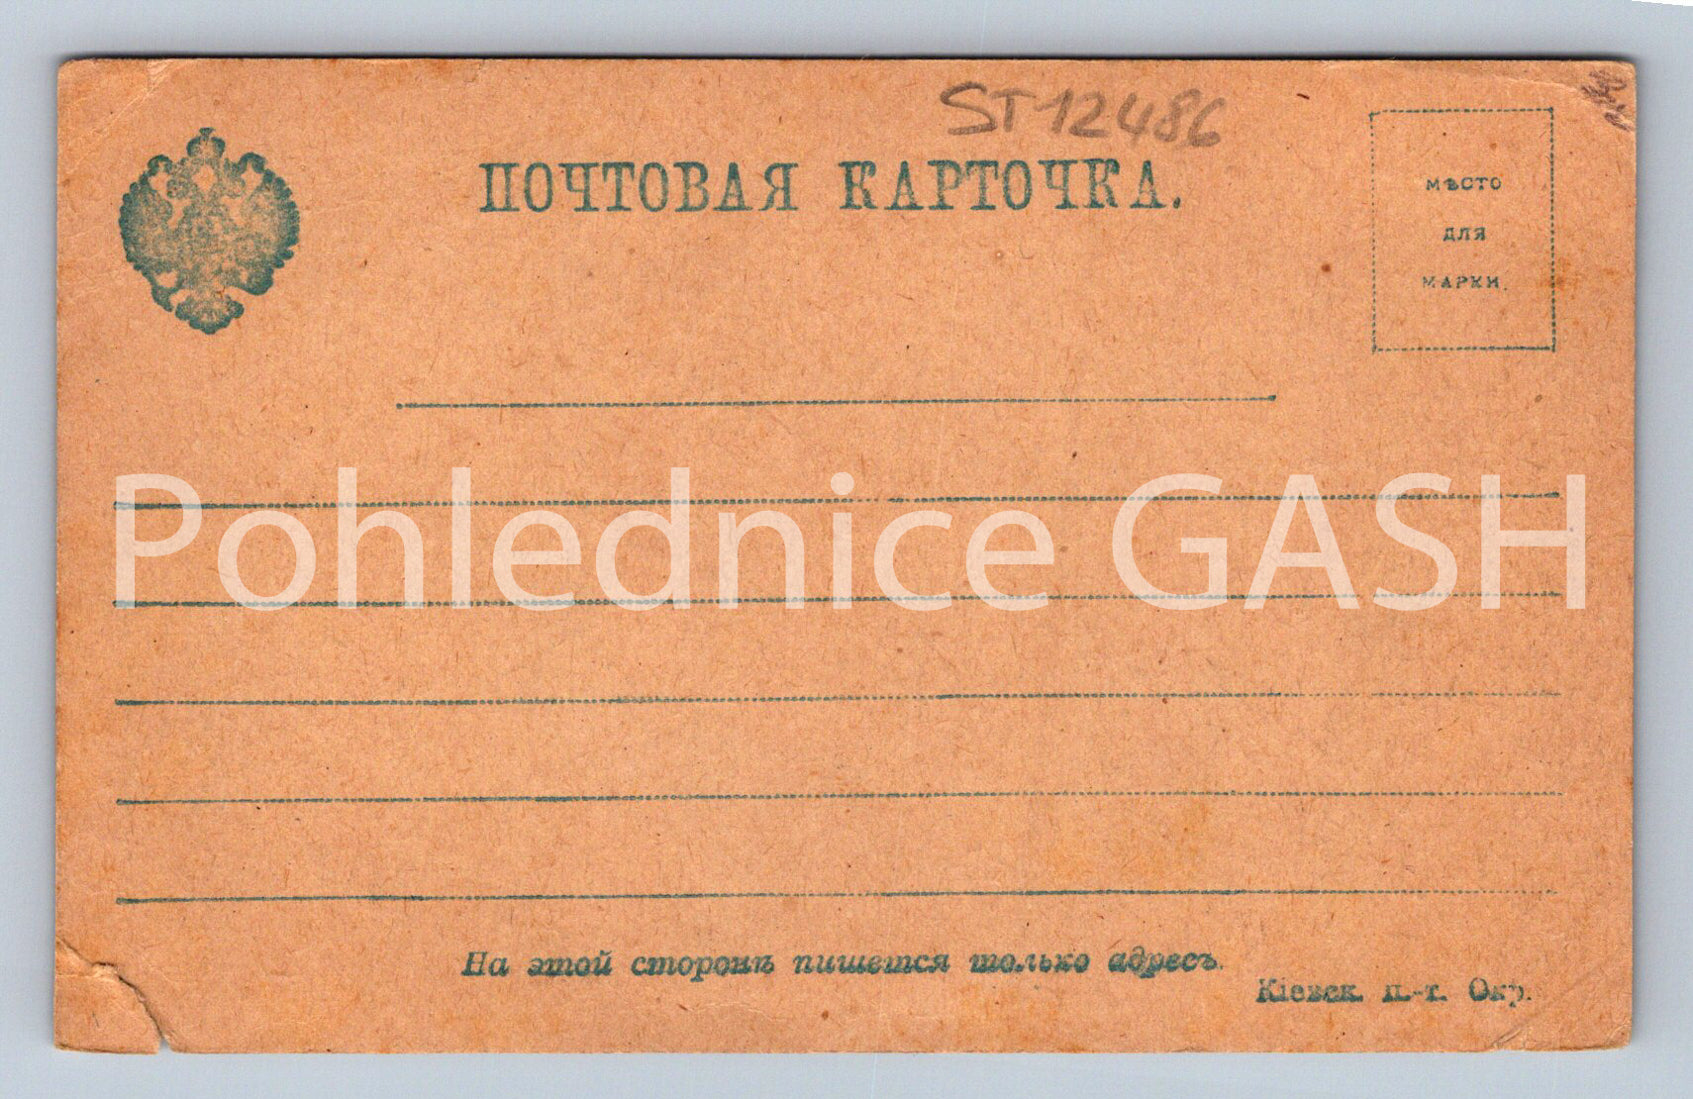 ST12486
ПОЧТОВАЯ КАРТОЧКА.
МѢСТО
ДЛЯ
МАРКИ.
Pohlednice GASH
На этой сторонѣ пишется только адресъ.
Кіевск. п.-т. Окр.